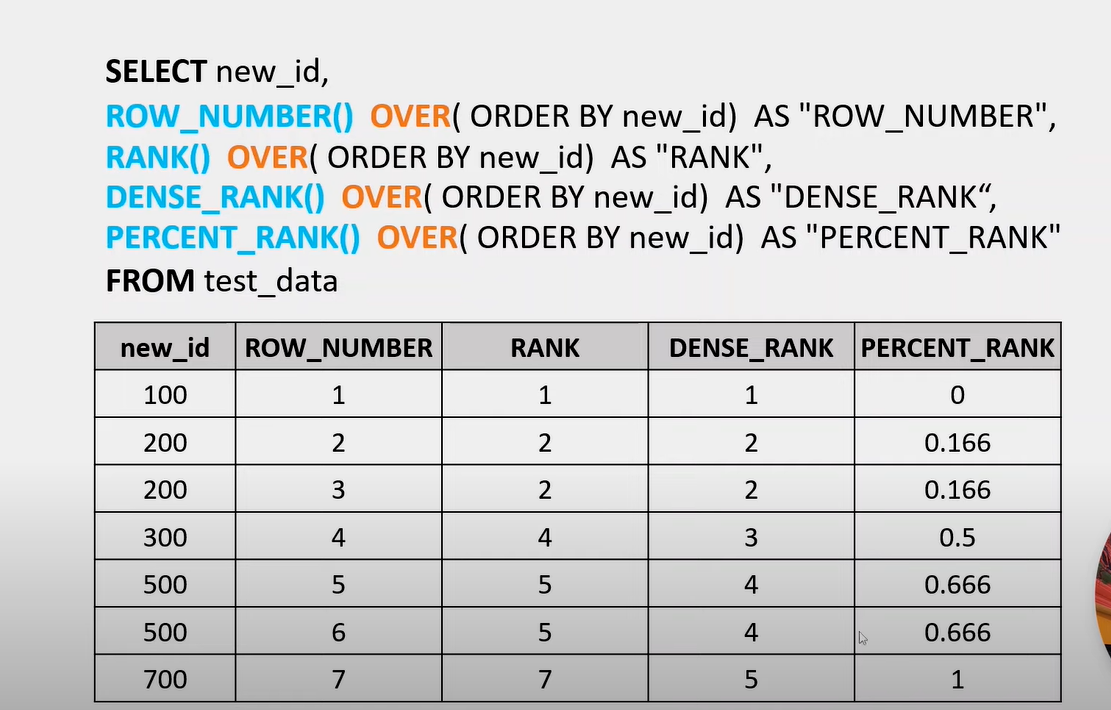 SELECT new_id,
ROW_NUMBER() OVER( ORDER BY new_id) AS "ROW_NUMBER",
RANK() OVER( ORDER BY new_id) AS "RANK",
DENSE_RANK() OVER( ORDER BY new_id) AS "DENSE_RANK“,
PERCENT_RANK() OVER( ORDER BY new_id) AS "PERCENT_RANK"
FROM test_data
new_id ROW_NUMBER RANK DENSE_RANK PERCENT_RANK
100 1 1 1 0
200 2 2 2 0.166
200 3 2 2 0.166
300 4 4 3 0.5
500 5 5 4 0.666
500 6 5 4 0.666
700 7 7 5 1